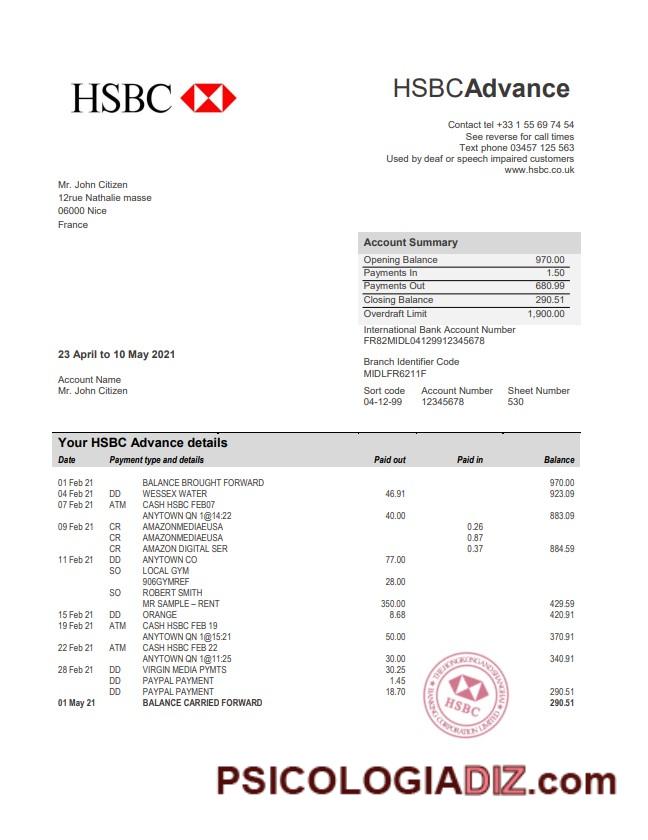 HSBC
HSBCAdvance
Contact tel +33 1 55 69 74 54
See reverse for call times
Text phone 03457 125 563
Used by deaf or speech impaired customers
www.hsbc.co.uk
Mr. John Citizen
12rue Nathalie masse
06000 Nice
France
Account Summary
Opening Balance 970.00
Payments In 1.50
Payments Out 680.99
Closing Balance 290.51
Overdraft Limit 1,900.00
International Bank Account Number
FR82MIDL04129912345678
23 April to 10 May 2021
Branch Identifier Code
MIDLFR6211F
Account Name
Mr. John Citizen
Sort code Account Number Sheet Number
04-12-99 12345678 530
Your HSBC Advance details
Date Payment type and details Paid out Paid in Balance
01 Feb 21 BALANCE BROUGHT FORWARD 970.00
04 Feb 21 DD WESSEX WATER 46.91 923.09
07 Feb 21 ATM CASH HSBC FEB07
ANYTOWN QN 1@14:22 40.00 883.09
09 Feb 21 CR AMAZONMEDIAEUSA 0.26
CR AMAZONMEDIAEUSA 0.87
CR AMAZON DIGITAL SER 0.37 884.59
11 Feb 21 DD ANYTOWN CO 77.00
SO LOCAL GYM
906GYMREF 28.00
SO ROBERT SMITH
MR SAMPLE – RENT 350.00 429.59
15 Feb 21 DD ORANGE 8.68 420.91
19 Feb 21 ATM CASH HSBC FEB 19
ANYTOWN QN 1@15:21 50.00 370.91
22 Feb 21 ATM CASH HSBC FEB 22
ANYTOWN QN 1@11:25 30.00 340.91
28 Feb 21 DD VIRGIN MEDIA PYMTS 30.25
DD PAYPAL PAYMENT 1.45
DD PAYPAL PAYMENT 18.70 290.51
01 May 21 BALANCE CARRIED FORWARD 290.51
THE HONGKONG AND SHANGHAI
BANKING CORPORATION LIMITED
HSBC
PSICOLOGIADIZ.com